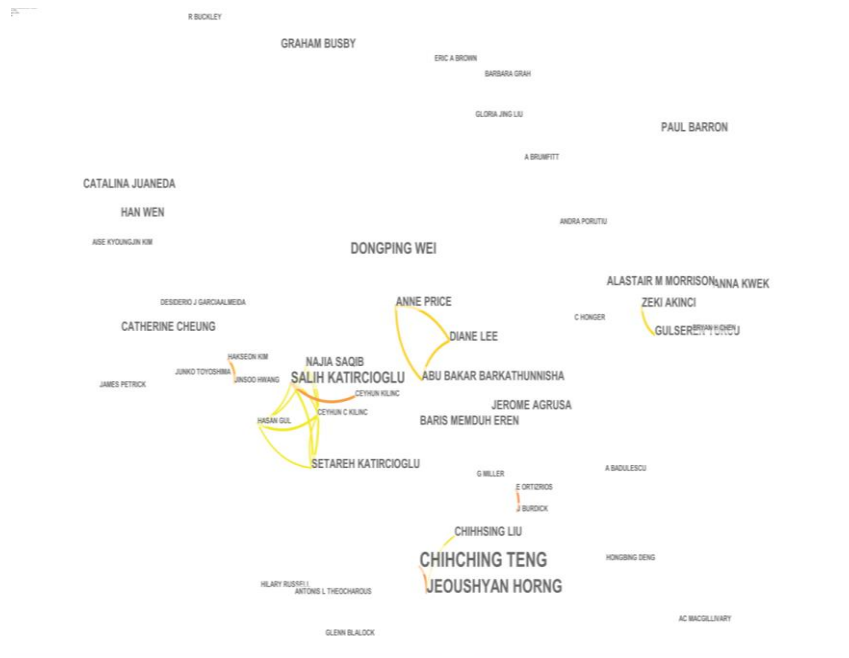 R BUCKLEY
GRAHAM BUSBY
ERIC A BROWN
BARBARA GRAH
GLORIA JING LIU
PAUL BARRON
A BRUMFITT
CATALINA JUANEDA
HAN WEN
ANDRA PORUTIU
AISE KYOUNGJIN KIM
DONGPING WEI
ALASTAIR M MORRISON
ANNA KWEK
DESIDERIO J GARCIAALMEIDA
ANNE PRICE
ZEKI AKINCI
C HONGER
CATHERINE CHEUNG
GULSEREN YURCU
BRYAN H CHEN
DIANE LEE
HAKSEON KIM
NAJIA SAQIB
JUNKO TOYOSHIMA
JINSOO HWANG
SALIH KATIRCIOGLU
ABU BAKAR BARKATHUNNISHA
JAMES PETRICK
CEYHUN KILINC
JEROME AGRUSA
CEYHUN C KILINC
HASAN GUL
BARIS MEMDUH EREN
SETAREH KATIRCIOGLU
A BADULESCU
G MILLER
E ORTIZRIOS
J BURDICK
CHIHHSING LIU
CHIHCHING TENG
HONGBING DENG
HILARY RUSSELL
JEOUSHYAN HORNG
ANTONIS L THEOCHAROUS
AC MACGILLIVARY
GLENN BLALOCK